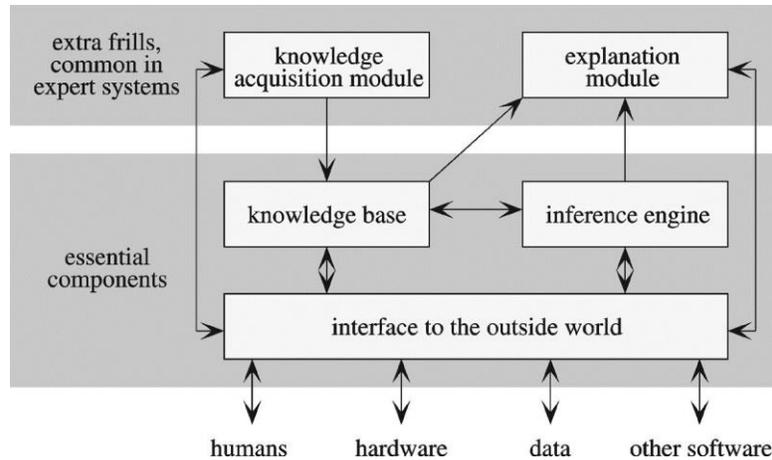 extra frills,
common in
expert systems
knowledge
acquisition module
explanation
module
essential
components
knowledge base
inference engine
interface to the outside world
humans
hardware
data
other software